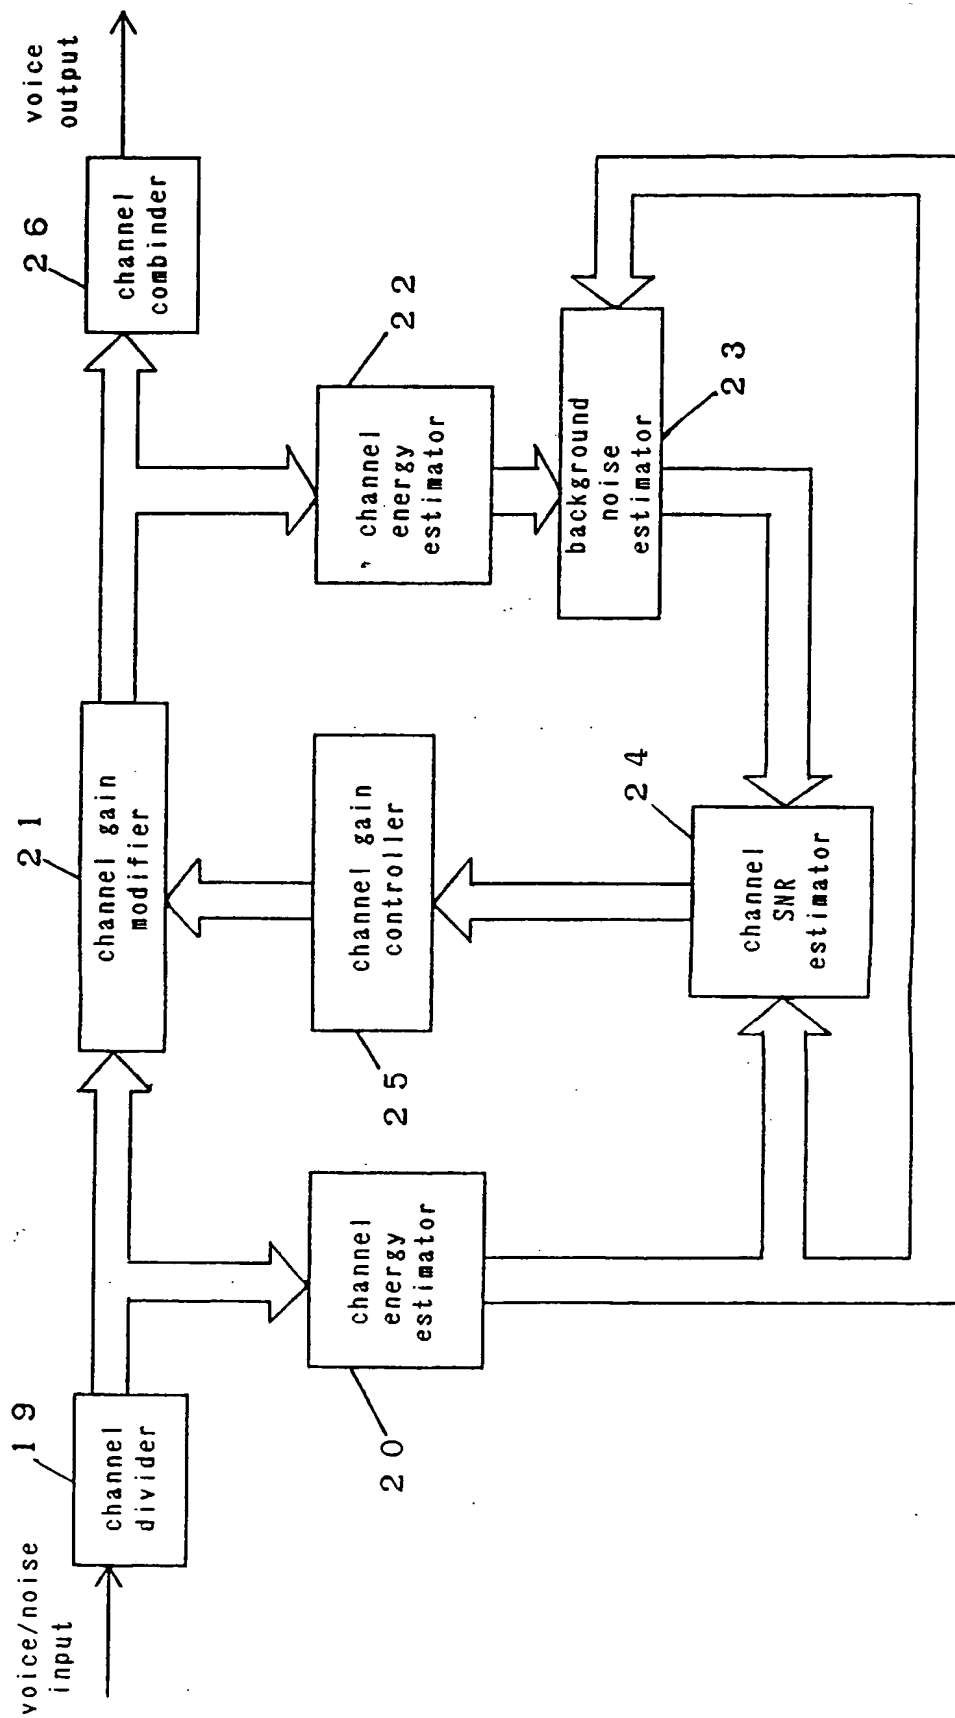 voice/noise
input
19
channel
divider
21
channel gain
modifier
26
channel
combinder
voice
output
20
channel
energy
estimator
25
channel gain
controller
22
, channel
energy
estimator
24
channel
SNR
estimator
23
background
noise
estimator